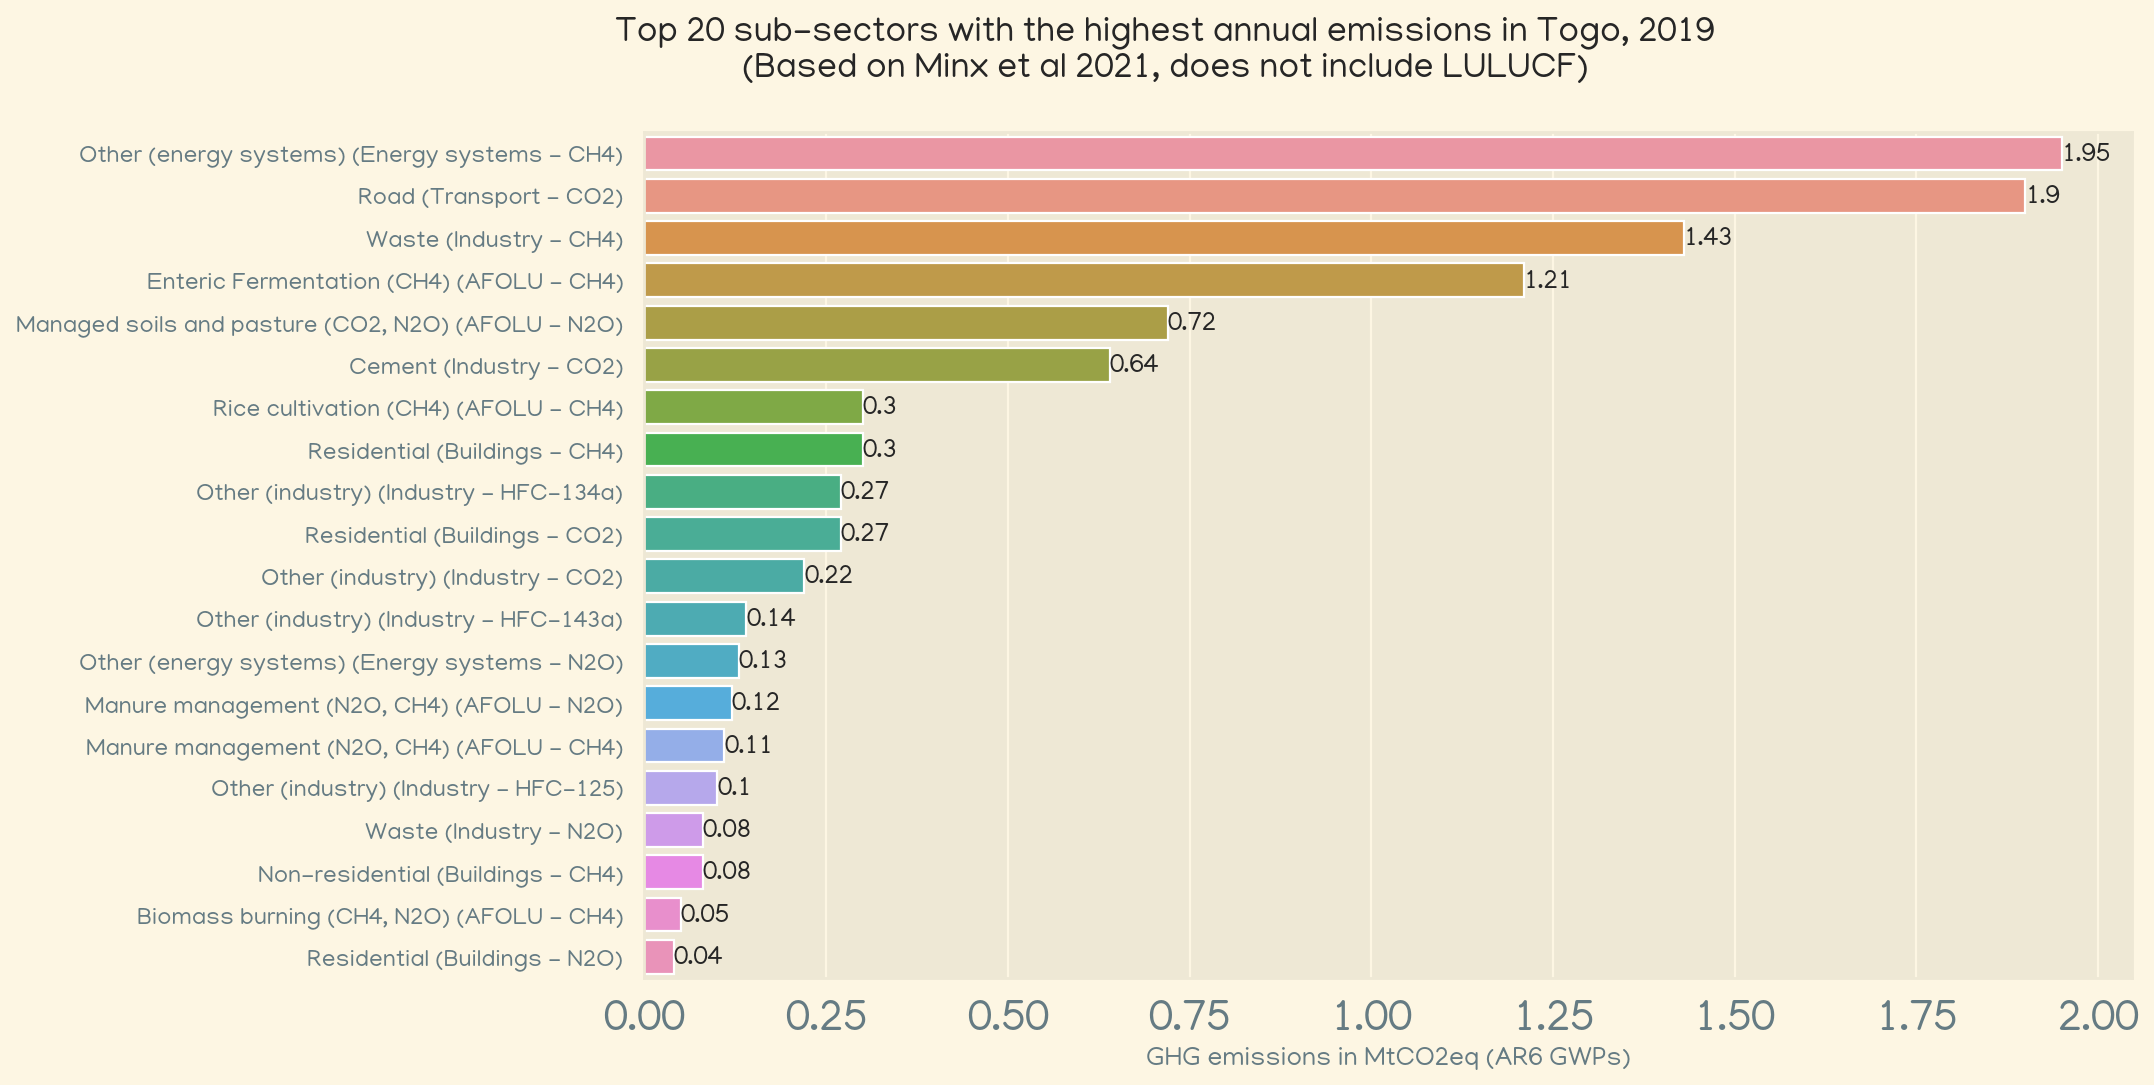 Top 20 sub-sectors with the highest annual emissions in Togo, 2019
(Based on Minx et al 2021, does not include LULUCF)
Other (energy systems) (Energy systems - CH4) 1.95
Road (Transport - CO2) 1.9
Waste (Industry - CH4) 1.43
Enteric Fermentation (CH4) (AFOLU - CH4) 1.21
Managed soils and pasture (CO2, N2O) (AFOLU - N2O) 0.72
Cement (Industry - CO2) 0.64
Rice cultivation (CH4) (AFOLU - CH4) 0.3
Residential (Buildings - CH4) 0.3
Other (industry) (Industry - HFC-134a) 0.27
Residential (Buildings - CO2) 0.27
Other (industry) (Industry - CO2) 0.22
Other (industry) (Industry - HFC-143a) 0.14
Other (energy systems) (Energy systems - N2O) 0.13
Manure management (N2O, CH4) (AFOLU - N2O) 0.12
Manure management (N2O, CH4) (AFOLU - CH4) 0.11
Other (industry) (Industry - HFC-125) 0.1
Waste (Industry - N2O) 0.08
Non-residential (Buildings - CH4) 0.08
Biomass burning (CH4, N2O) (AFOLU - CH4) 0.05
Residential (Buildings - N2O) 0.04
0.00 0.25 0.50 0.75 1.00 1.25 1.50 1.75 2.00
GHG emissions in MtCO2eq (AR6 GWPs)